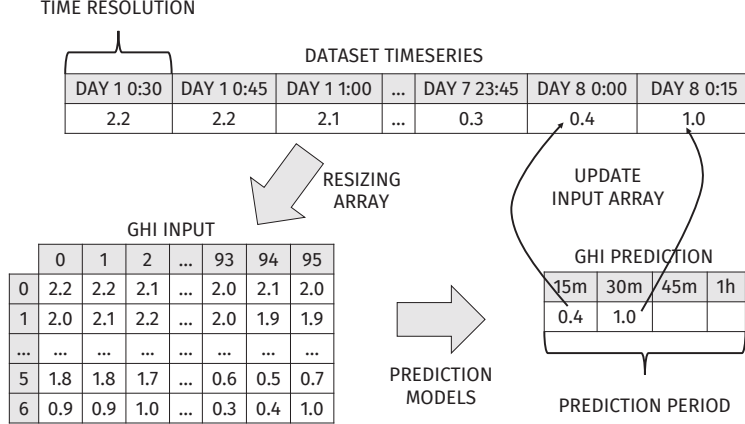 TIME RESOLUTION
DATASET TIMESERIES
DAY 1 0:30 DAY 1 0:45 DAY 1 1:00 ... DAY 7 23:45 DAY 8 0:00 DAY 8 0:15
2.2 2.2 2.1 ... 0.3 0.4 1.0
RESIZING
ARRAY
UPDATE
INPUT ARRAY
GHI INPUT
0 1 2 ... 93 94 95
0 2.2 2.2 2.1 ... 2.0 2.1 2.0
1 2.0 2.1 2.2 ... 2.0 1.9 1.9
... ... ... ... ... ... ... ...
5 1.8 1.8 1.7 ... 0.6 0.5 0.7
6 0.9 0.9 1.0 ... 0.3 0.4 1.0
PREDICTION
MODELS
GHI PREDICTION
15m 30m 45m 1h
0.4 1.0
PREDICTION PERIOD